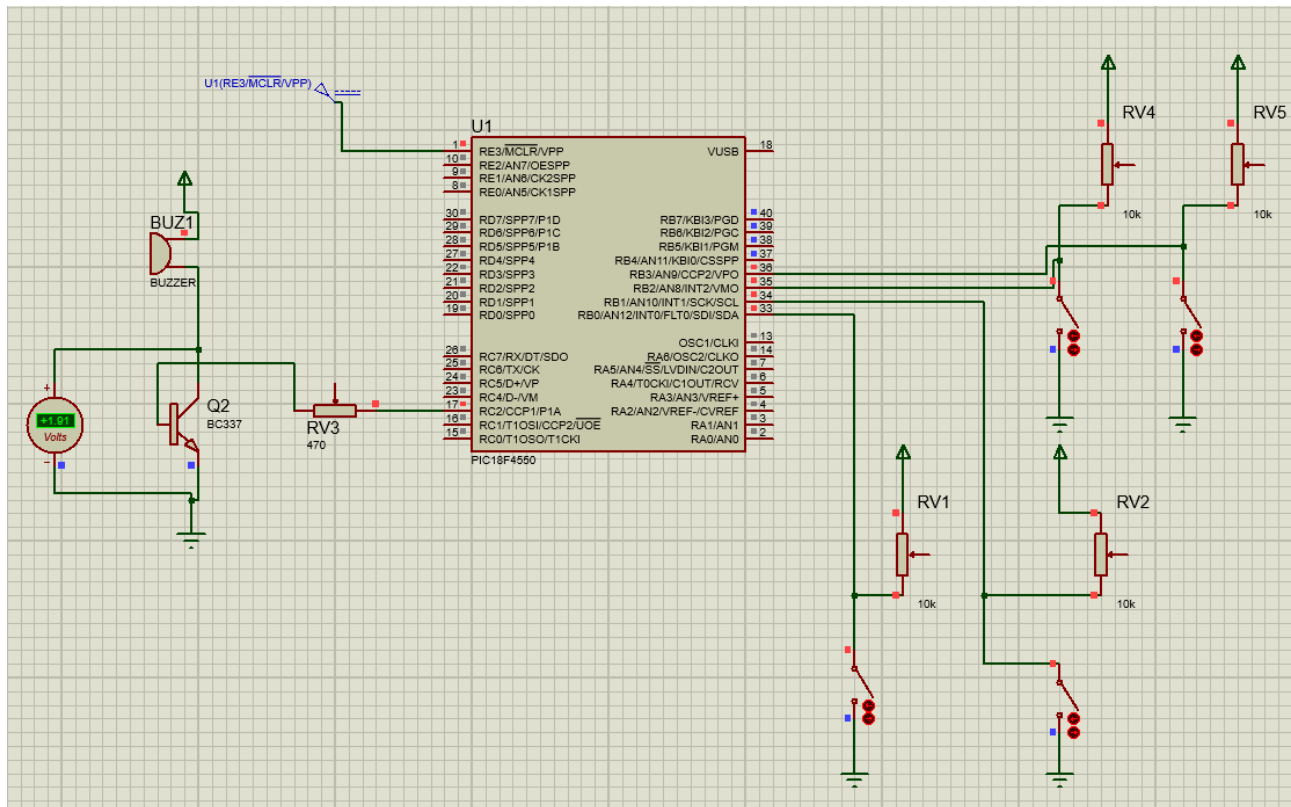 U1(RE3/MCLR/VPP)
U1
1 RE3/MCLR/VPP
10 RE2/AN7/OESPP
9 RE1/AN6/CK2SPP
8 RE0/AN5/CK1SPP
30 RD7/SPP7/P1D
29 RD6/SPP6/P1C
28 RD5/SPP5/P1B
27 RD4/SPP4
22 RD3/SPP3
21 RD2/SPP2
20 RD1/SPP1
19 RD0/SPP0
26 RC7/RX/DT/SDO
25 RC6/TX/CK
24 RC5/D+/VP
23 RC4/D-/VM
17 RC2/CCP1/P1A
16 RC1/T1OSI/CCP2/UOE
15 RC0/T1OSO/T1CKI
VUSB 18
RB7/KBI3/PGD 40
RB6/KBI2/PGC 39
RB5/KBI1/PGM 38
RB4/AN11/KBI0/CSSPP 37
RB3/AN9/CCP2/VPO 36
RB2/AN8/INT2/VMO 35
RB1/AN10/INT1/SCK/SCL 34
RB0/AN12/INT0/FLT0/SDI/SDA 33
OSC1/CLKI 13
RA6/OSC2/CLKO 14
RA5/AN4/SS/LVDIN/C2OUT 7
RA4/T0CKI/C1OUT/RCV 6
RA3/AN3/VREF+ 5
RA2/AN2/VREF-/CVREF 4
RA1/AN1 3
RA0/AN0 2
PIC18F4550
BUZ1
BUZZER
+
+1.91
Volts
-
Q2
BC337
RV3
470
RV4
10k
RV5
10k
RV1
10k
RV2
10k